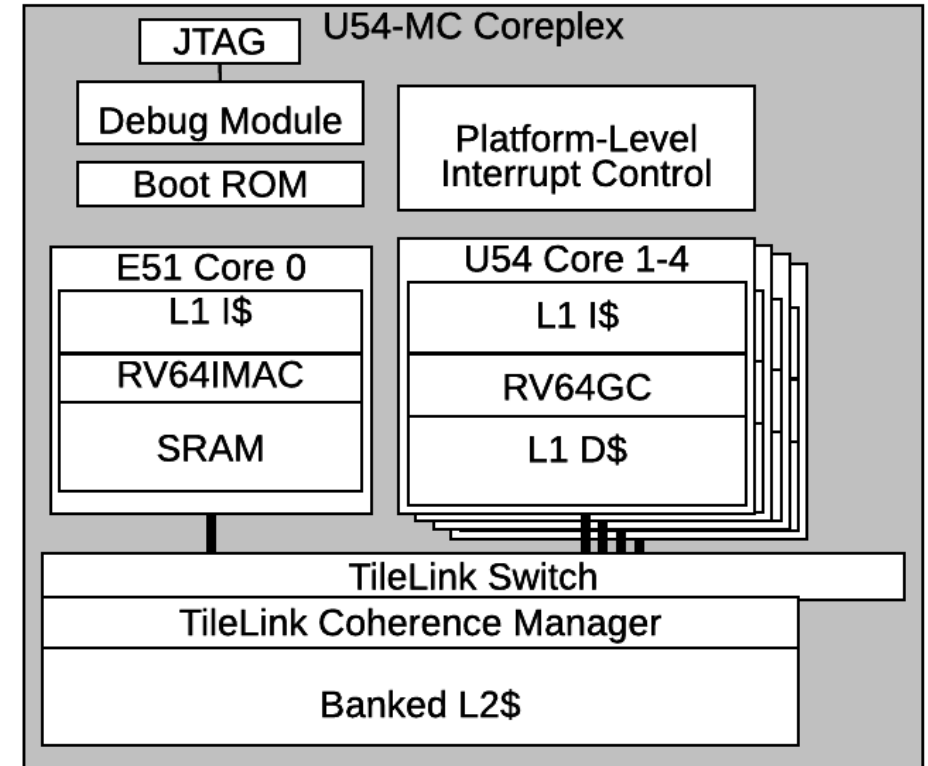 U54-MC Coreplex
JTAG
Debug Module
Boot ROM
Platform-Level
Interrupt Control
E51 Core 0
L1 I$
RV64IMAC
SRAM
U54 Core 1-4
L1 I$
RV64GC
L1 D$
TileLink Switch
TileLink Coherence Manager
Banked L2$